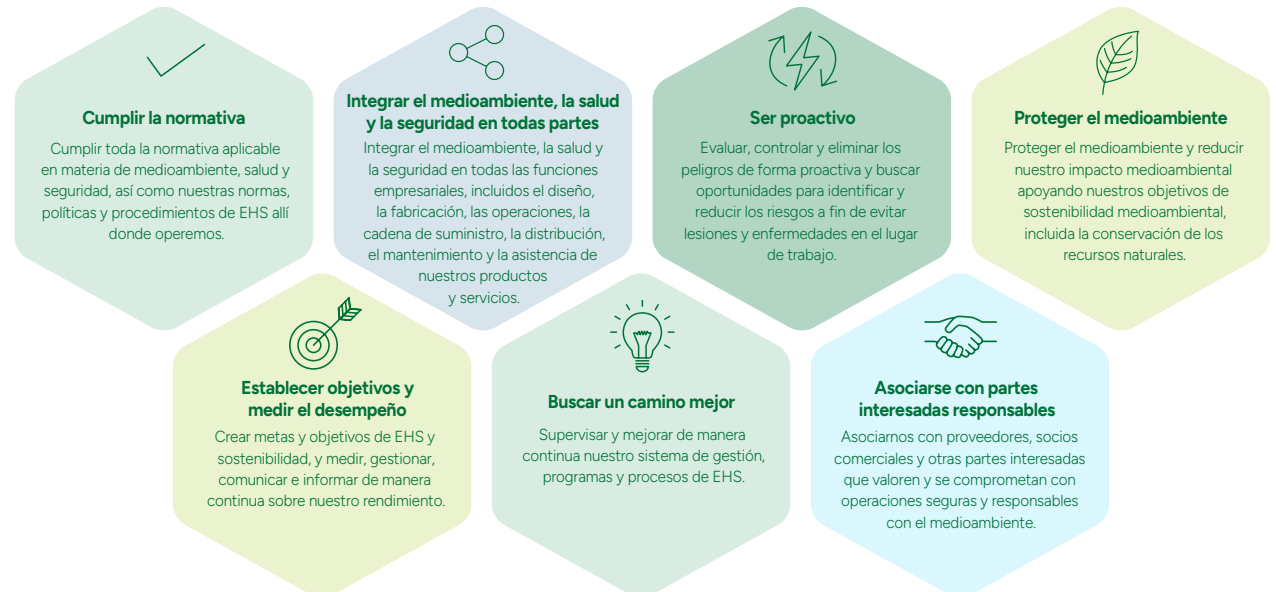 Cumplir la normativa
Cumplir toda la normativa aplicable
en materia de medioambiente, salud y
seguridad, así como nuestras normas,
políticas y procedimientos de EHS allí
donde operemos.
Integrar el medioambiente, la salud
y la seguridad en todas partes
Integrar el medioambiente, la salud y
la seguridad en todas las funciones
empresariales, incluidos el diseño,
la fabricación, las operaciones, la
cadena de suministro, la distribución,
el mantenimiento y la asistencia de
nuestros productos
y servicios.
Ser proactivo
Evaluar, controlar y eliminar los
peligros de forma proactiva y buscar
oportunidades para identificar y
reducir los riesgos a fin de evitar
lesiones y enfermedades en el lugar
de trabajo.
Proteger el medioambiente
Proteger el medioambiente y reducir
nuestro impacto medioambiental
apoyando nuestros objetivos de
sostenibilidad medioambiental,
incluida la conservación de los
recursos naturales.
Establecer objetivos y
medir el desempeño
Crear metas y objetivos de EHS y
sostenibilidad, y medir, gestionar,
comunicar e informar de manera
continua sobre nuestro rendimiento.
Buscar un camino mejor
Supervisar y mejorar de manera
continua nuestro sistema de gestión,
programas y procesos de EHS.
Asociarse con partes
interesadas responsables
Asociarnos con proveedores, socios
comerciales y otras partes interesadas
que valoren y se comprometan con
operaciones seguras y responsables
con el medioambiente.